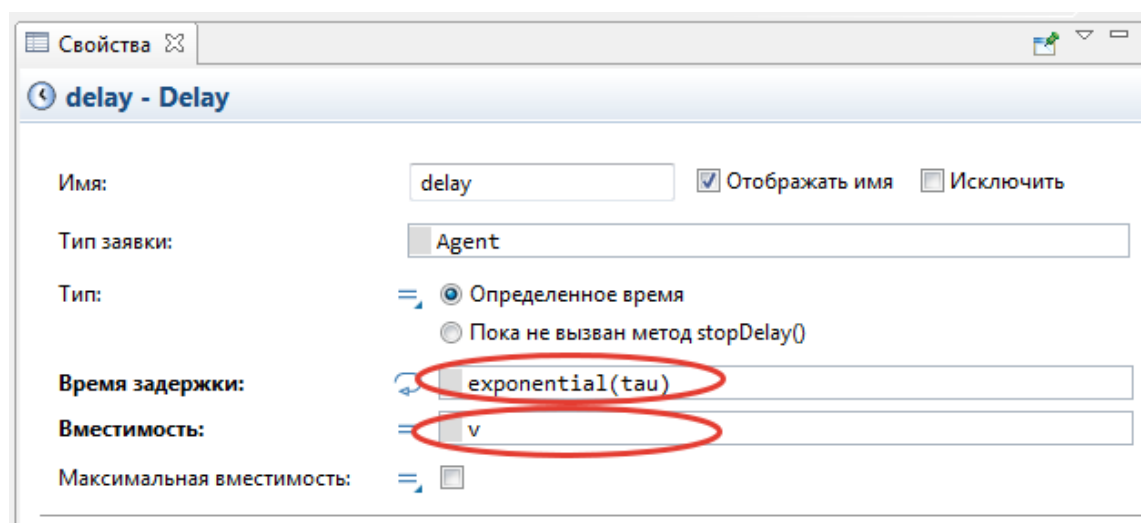 Свойства
delay - Delay
Имя: delay Отображать имя Исключить
Тип заявки: Agent
Тип: Определенное время
Пока не вызван метод stopDelay()
Время задержки: exponential(tau)
Вместимость: v
Максимальная вместимость: